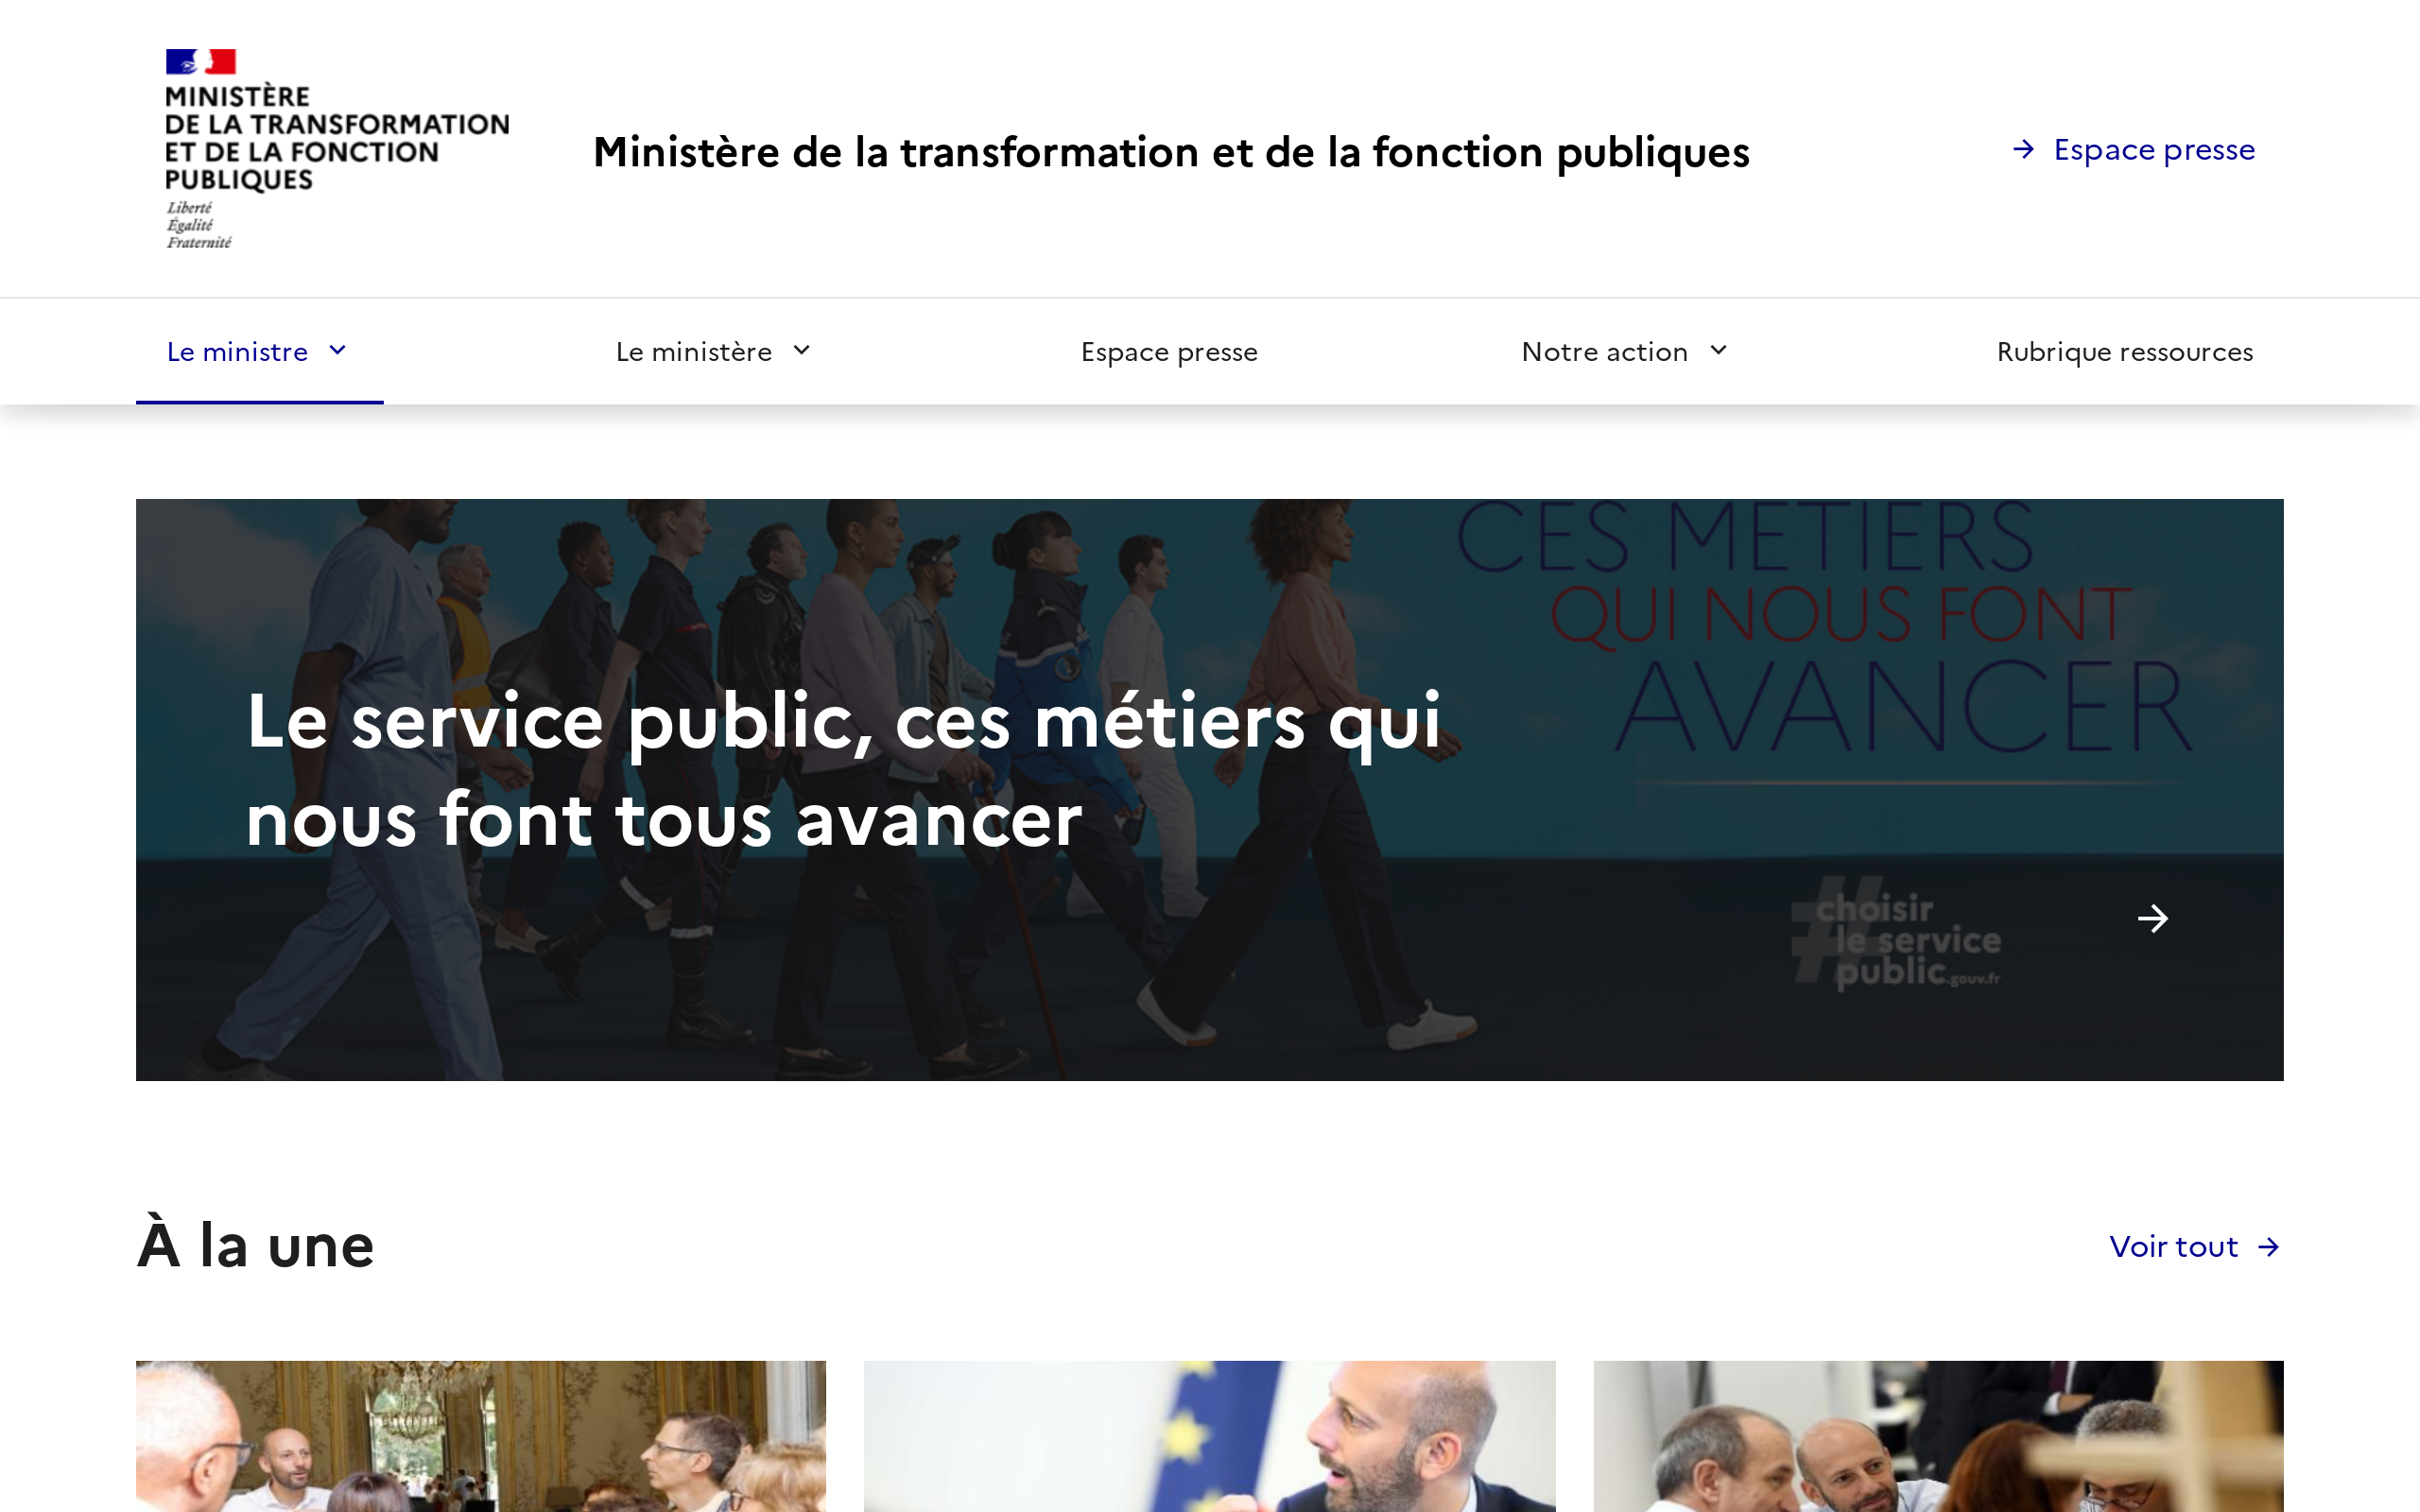 MINISTÈRE
DE LA TRANSFORMATION
ET DE LA FONCTION
PUBLIQUES
Liberté
Égalité
Fraternité
Ministère de la transformation et de la fonction publiques
Espace presse
Le ministre
Le ministère
Espace presse
Notre action
Rubrique ressources
CES METIERS
QUI NOUS FONT
AVANCER
Le service public, ces métiers qui
nous font tous avancer
#choisir
le service
public.gouv.fr
À la une
Voir tout